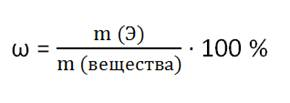 ω = m (Э) / m (вещества) · 100 %